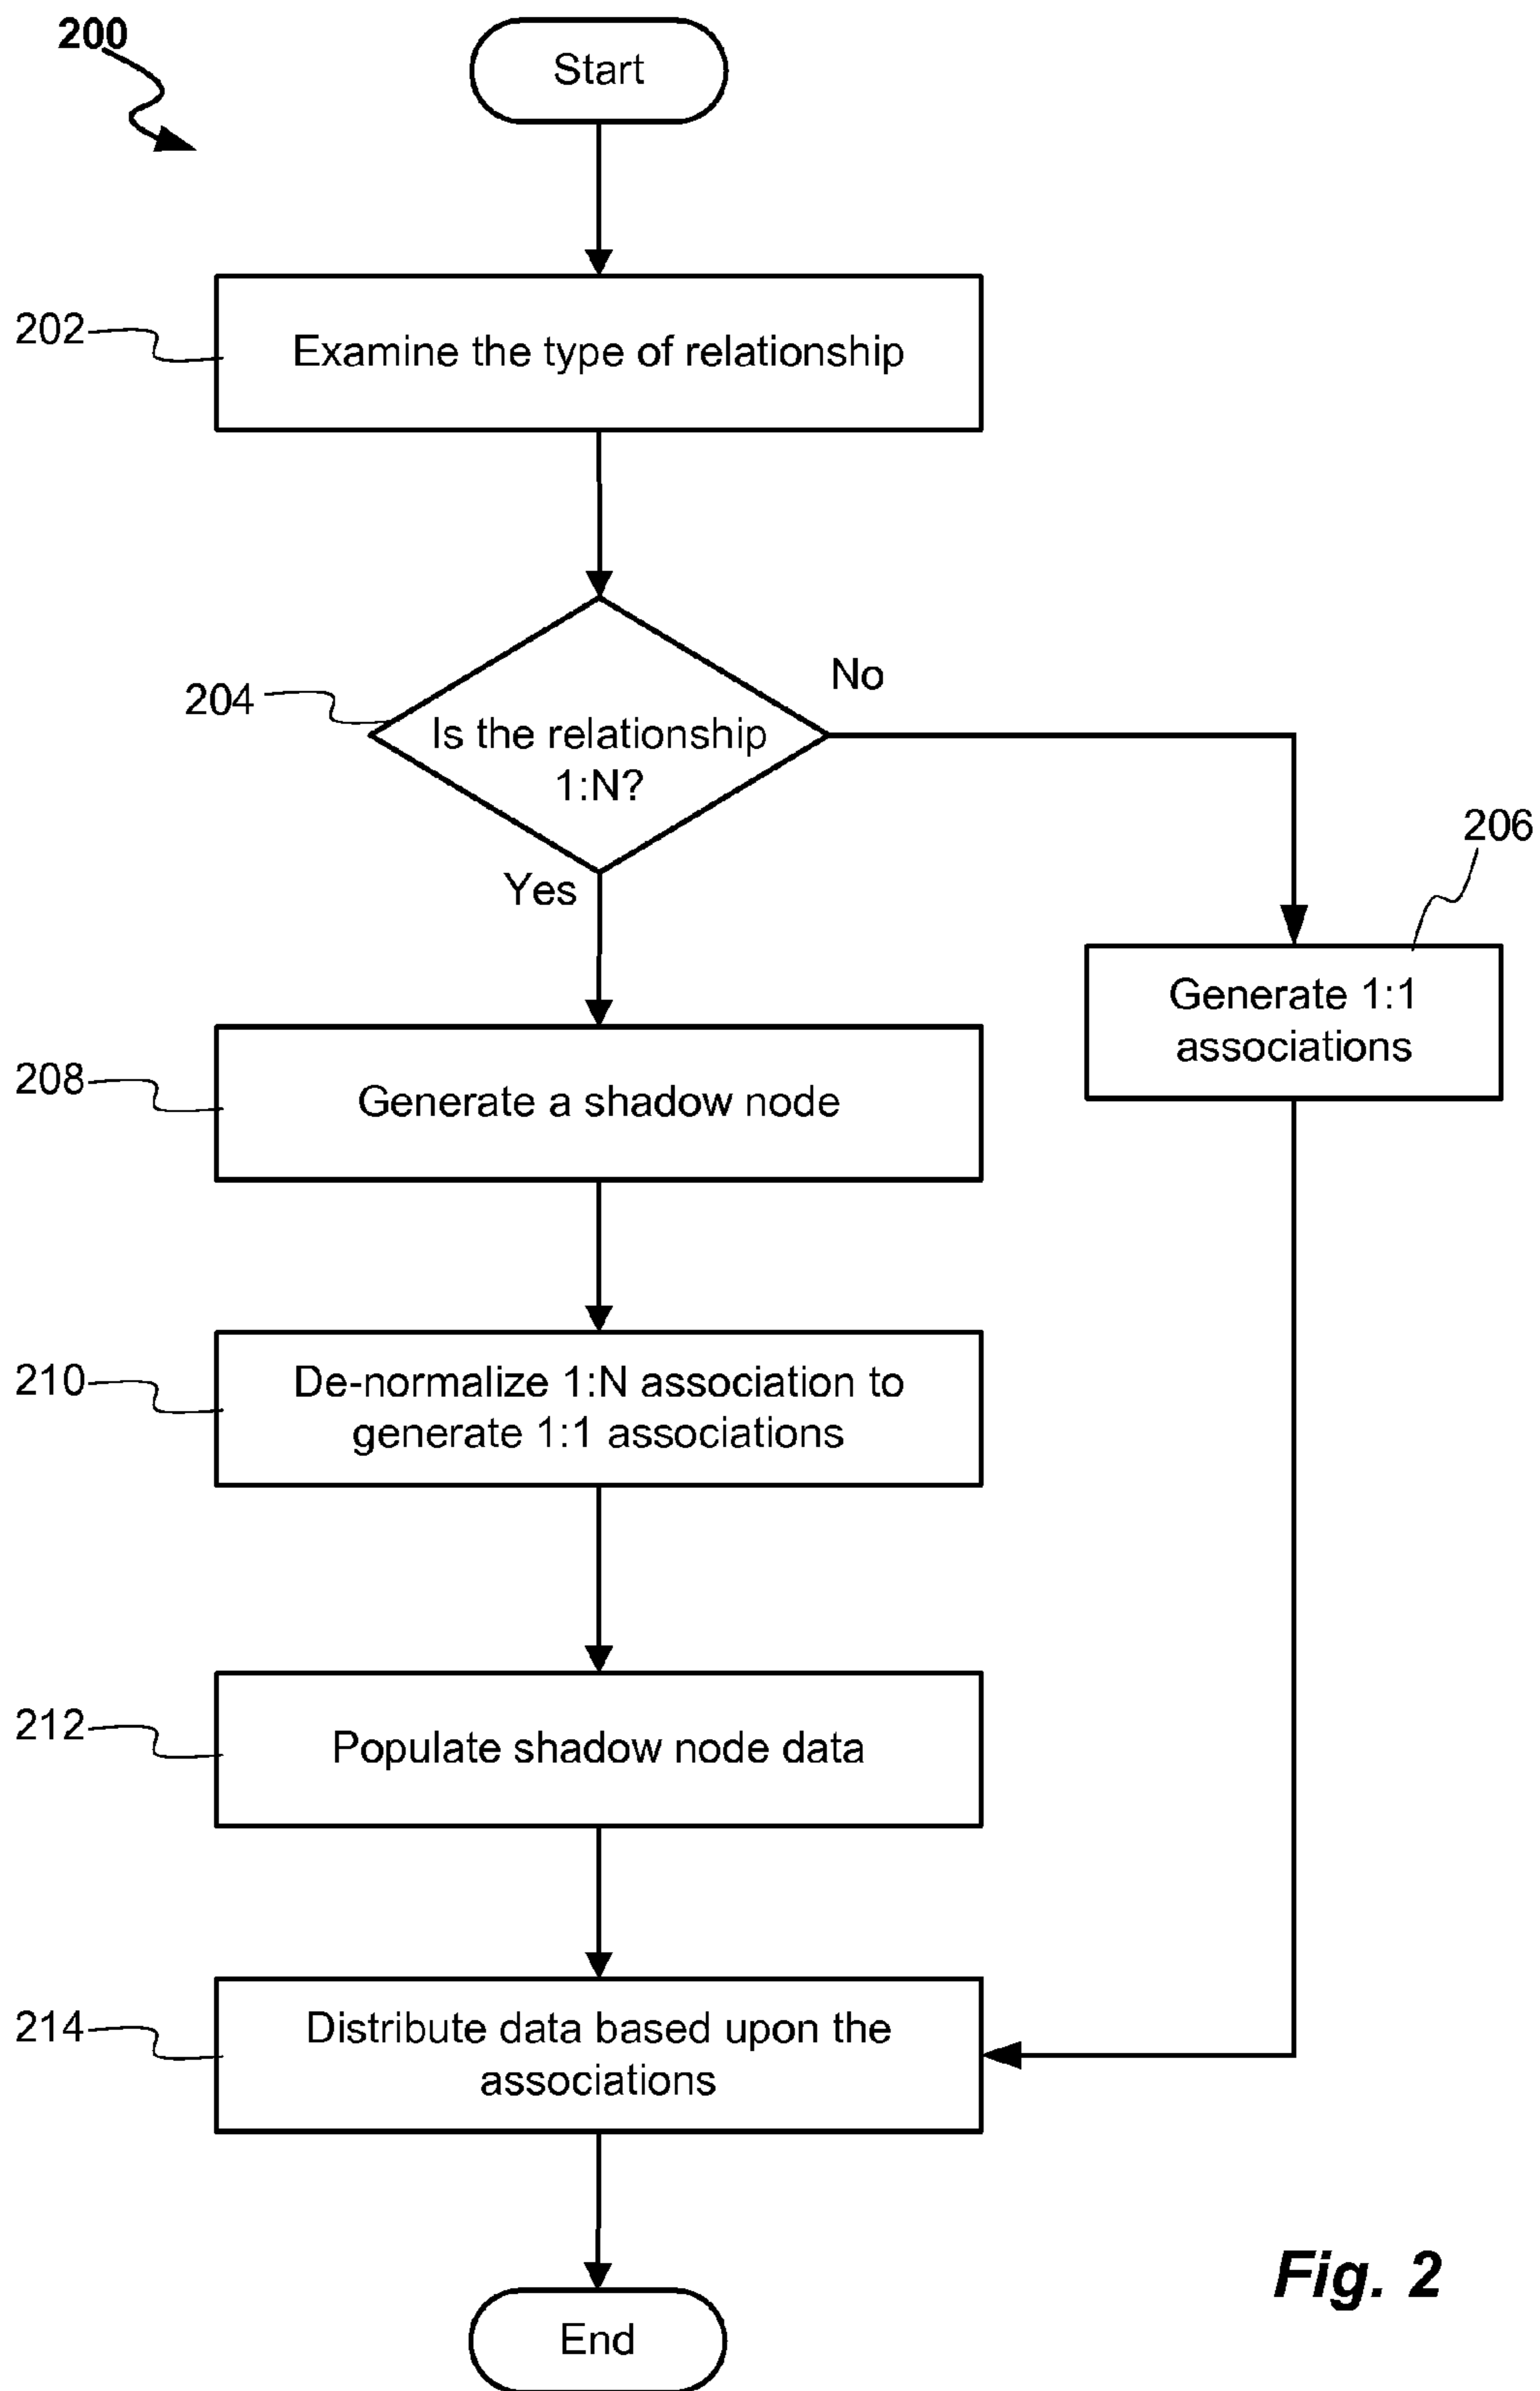 200
Start
202
Examine the type of relationship
204
Is the relationship
1:N?
No
Yes
206
Generate 1:1
associations
208
Generate a shadow node
210
De-normalize 1:N association to
generate 1:1 associations
212
Populate shadow node data
214
Distribute data based upon the
associations
End
Fig. 2